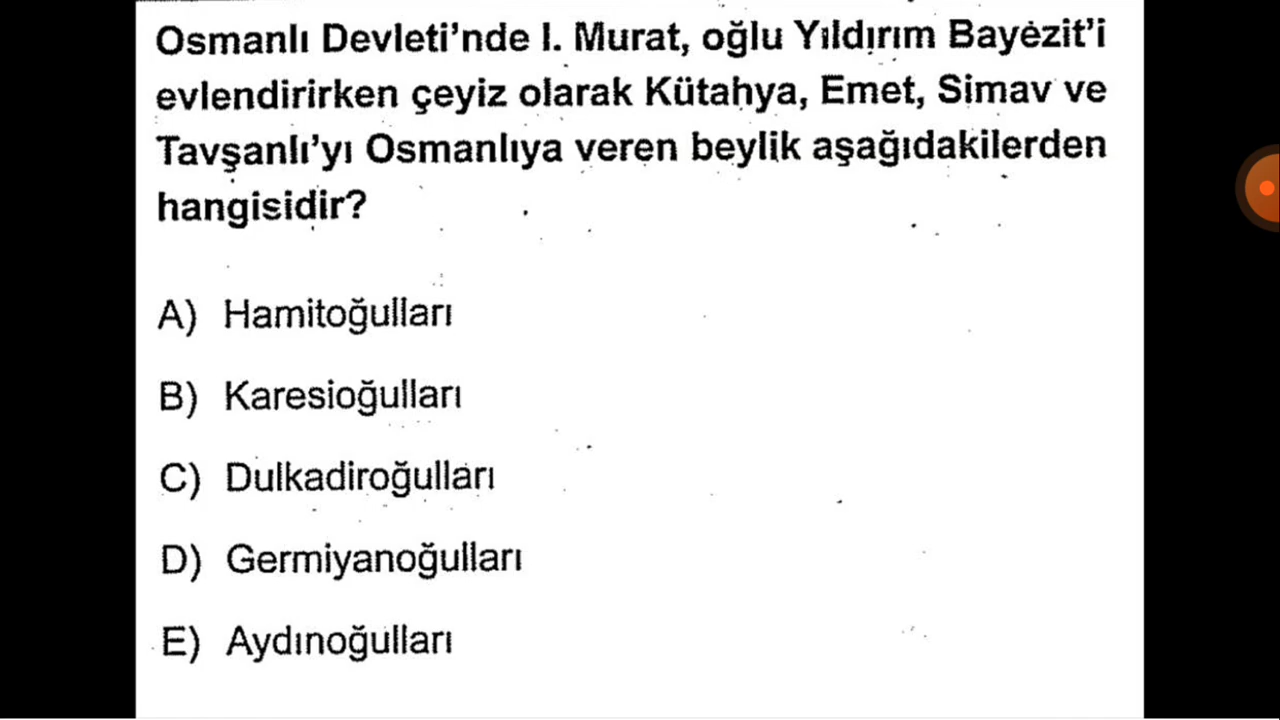 Osmanlı Devleti'nde I. Murat, oğlu Yıldırım Bayezit'i
evlendirirken çeyiz olarak Kütahya, Emet, Simav ve
Tavşanlı'yı Osmanlıya veren beylik aşağıdakilerden
hangisidir?
A) Hamitoğulları
B) Karesioğulları
C) Dulkadiroğulları
D) Germiyanoğulları
E) Aydınoğulları